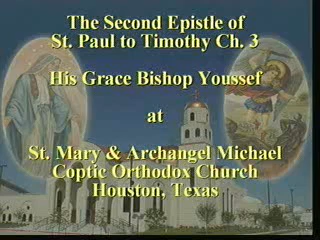 The Second Epistle of
St. Paul to Timothy Ch. 3
His Grace Bishop Youssef
at
St. Mary & Archangel Michael
Coptic Orthodox Church
Houston, Texas